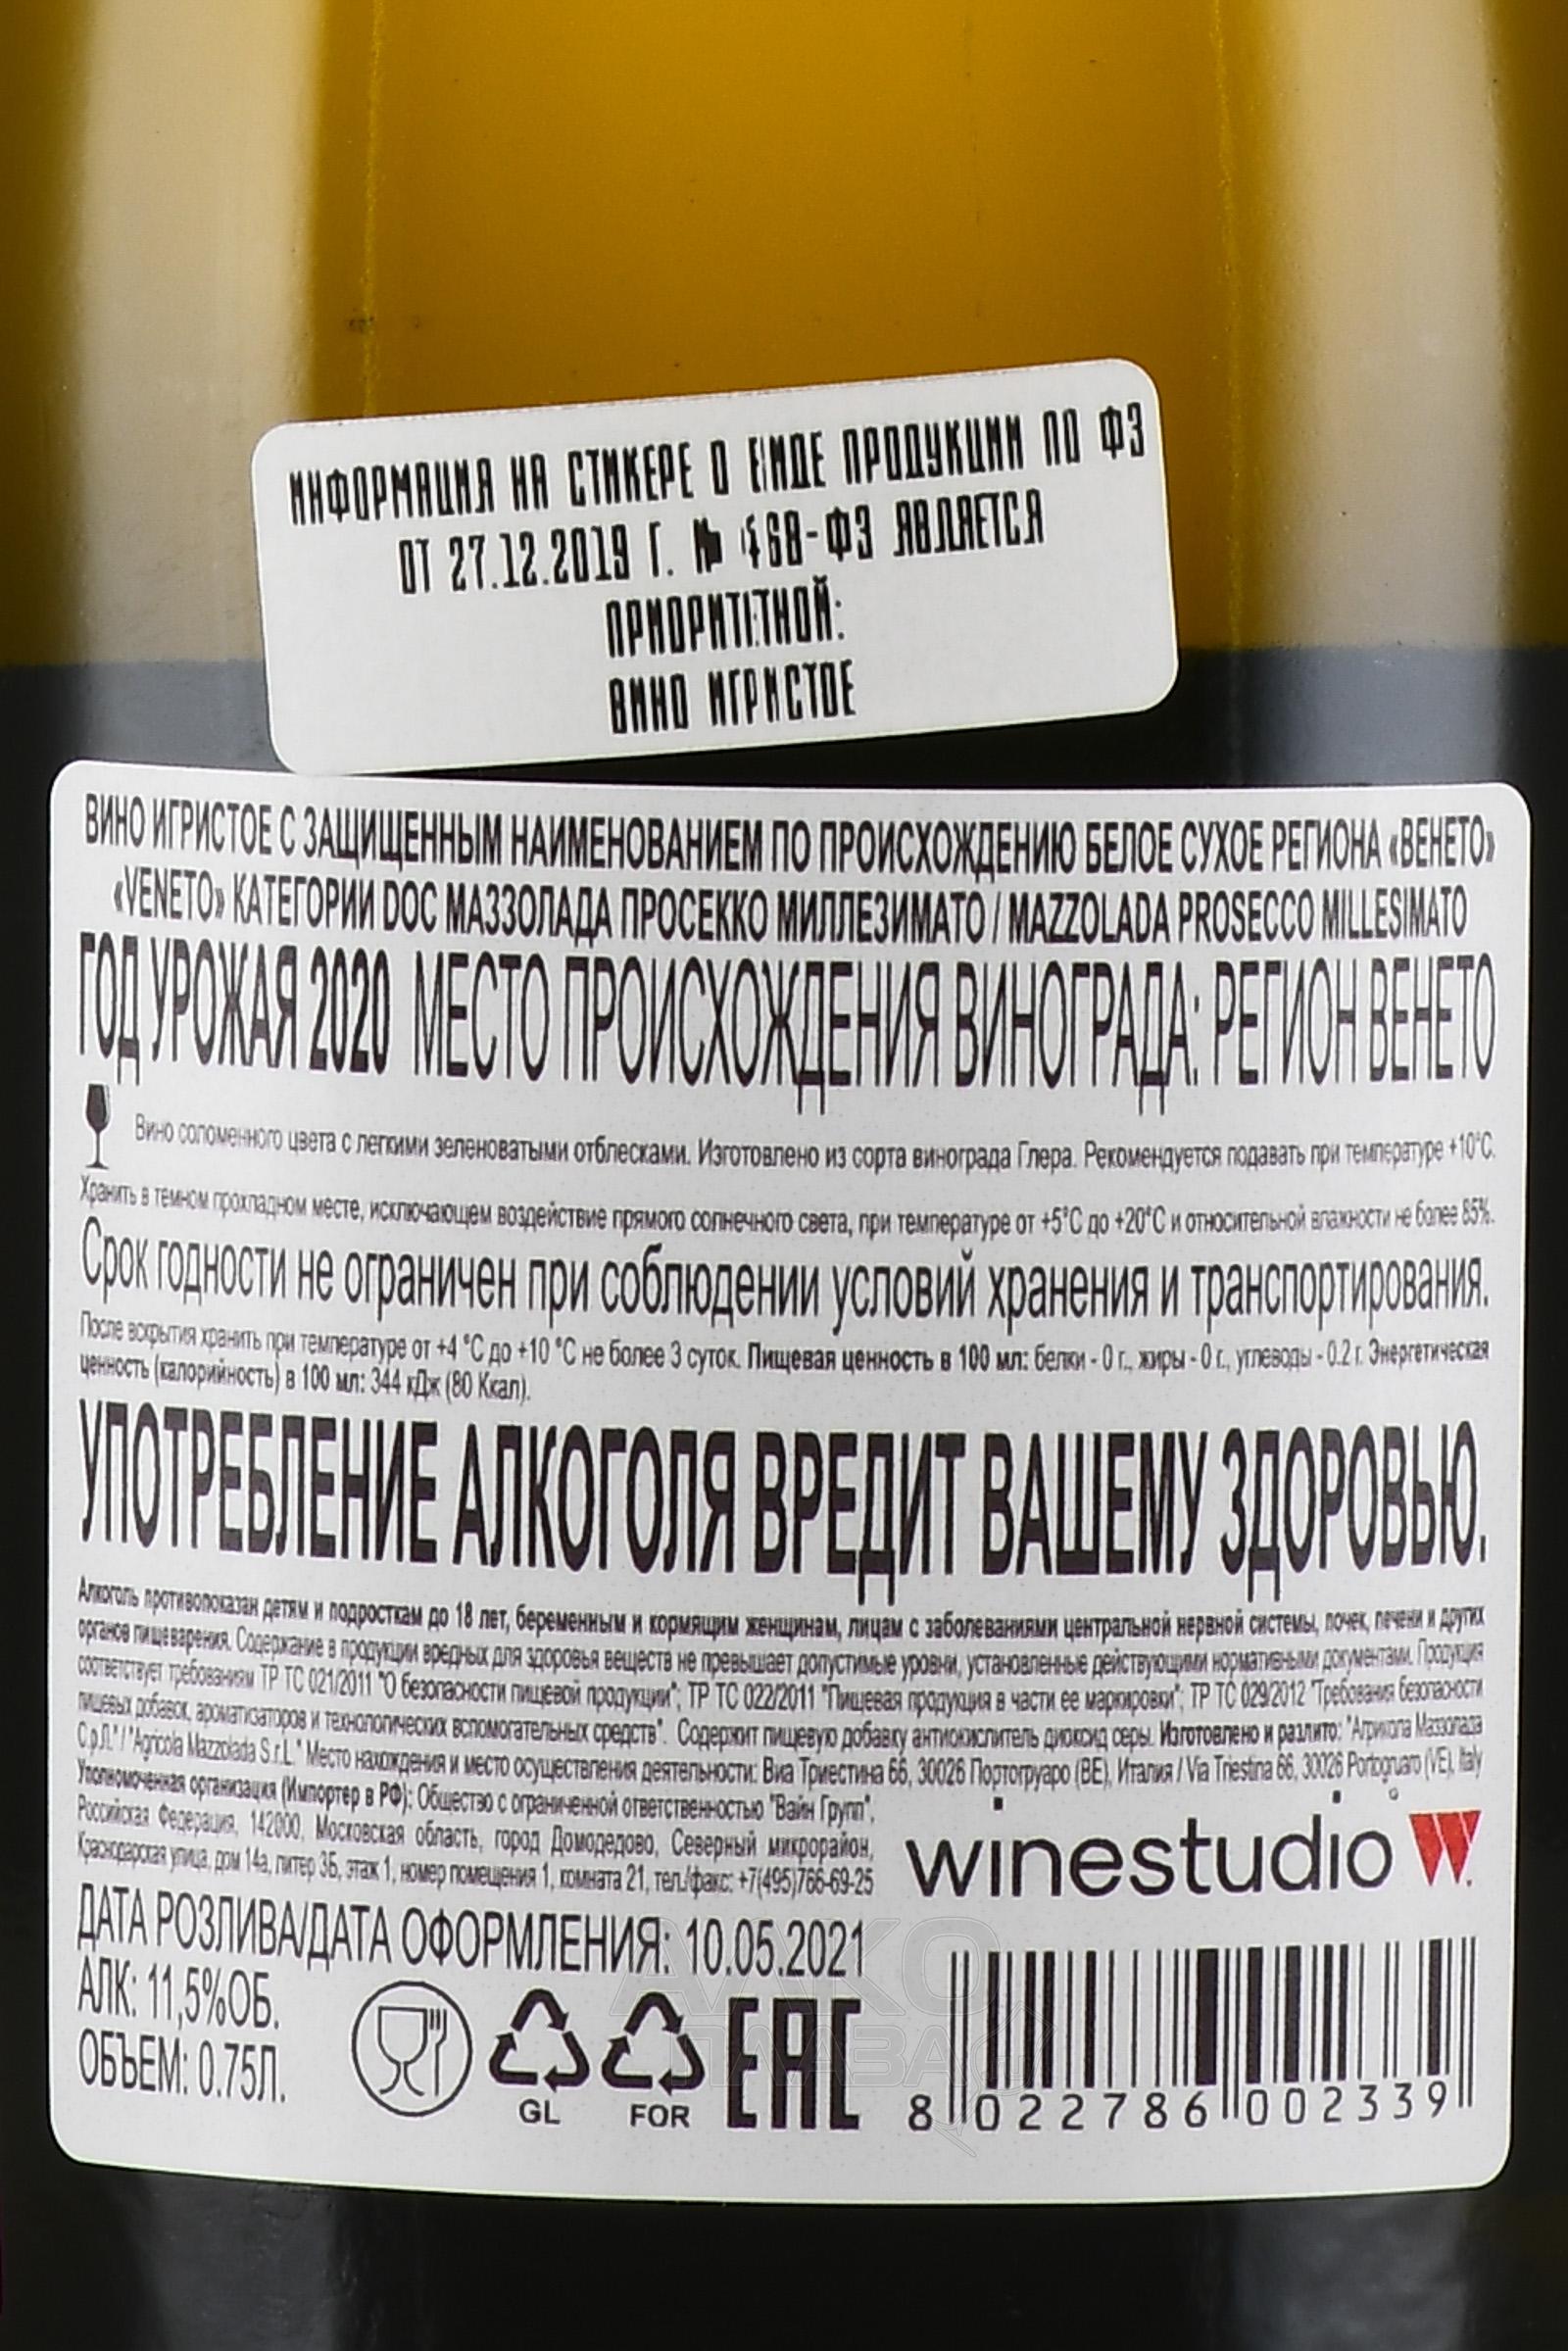 ИНФОРМАЦИЯ НА СТИКЕРЕ О ВИДЕ ПРОДУКЦИИ ПО ФЗ
ОТ 27.12.2019 Г. № 468-ФЗ ЯВЛЯЕТСЯ
ПРИОРИТЕТНОЙ:
ВИНО ИГРИСТОЕ
ВИНО ИГРИСТОЕ С ЗАЩИЩЕННЫМ НАИМЕНОВАНИЕМ ПО ПРОИСХОЖДЕНИЮ БЕЛОЕ СУХОЕ РЕГИОНА «ВЕНЕТО»
«VENETO» КАТЕГОРИИ DOC МАЗЗОЛАДА ПРОСЕККО МИЛЛЕЗИМАТО / MAZZOLADA PROSECCO MILLESIMATO
ГОД УРОЖАЯ 2020 МЕСТО ПРОИСХОЖДЕНИЯ ВИНОГРАДА: РЕГИОН ВЕНЕТО
Вино соломенного цвета с легкими зеленоватыми отблесками. Изготовлено из сорта винограда Глера. Рекомендуется подавать при температуре +10°С.
Хранить в темном прохладном месте, исключающем воздействие прямого солнечного света, при температуре от +5°С до +20°С и относительной влажности не более 85%.
Срок годности не ограничен при соблюдении условий хранения и транспортирования.
После вскрытия хранить при температуре от +4 °С до +10 °С не более 3 суток. Пищевая ценность в 100 мл: белки - 0 г., жиры - 0 г., углеводы - 0.2 г. Энергетическая
ценность (калорийность) в 100 мл: 344 кДж (80 Ккал).
УПОТРЕБЛЕНИЕ АЛКОГОЛЯ ВРЕДИТ ВАШЕМУ ЗДОРОВЬЮ.
Алкоголь противопоказан детям и подросткам до 18 лет, беременным и кормящим женщинам, лицам с заболеваниями центральной нервной системы, почек, печени и других
органов пищеварения. Содержание в продукции вредных для здоровья веществ не превышает допустимые уровни, установленные действующими нормативными документами. Продукция
соответствует требованиям ТР ТС 021/2011 "О безопасности пищевой продукции"; ТР ТС 022/2011 "Пищевая продукция в части ее маркировки"; ТР ТС 029/2012 "Требования безопасности
пищевых добавок, ароматизаторов и технологических вспомогательных средств". Содержит пищевую добавку антиокислитель диоксид серы. Изготовлено и разлито: "Агрикола Маззолада
С.р.Л." / "Agricola Mazzolada S.r.L." Место нахождения и место осуществления деятельности: Виа Триестина 66, 30026 Портогруаро (ВЕ), Италия / Via Triestina 66, 30026 Portogruaro (VE), Italy
Уполномоченная организация (Импортер в РФ): Общество с ограниченной ответственностью "Вайн Групп",
Российская Федерация, 142000, Московская область, город Домодедово, Северный микрорайон,
Краснодарская улица, дом 14а, литер 3Б, этаж 1, номер помещения 1, комната 21, тел./факс: +7(495)766-69-25
winestudio W
ДАТА РОЗЛИВА/ДАТА ОФОРМЛЕНИЯ: 10.05.2021
АЛК: 11,5%ОБ.
ОБЪЕМ: 0.75Л.
GL
FOR
EAC
8 022786 002339
АЛКО
ПЛАВАО